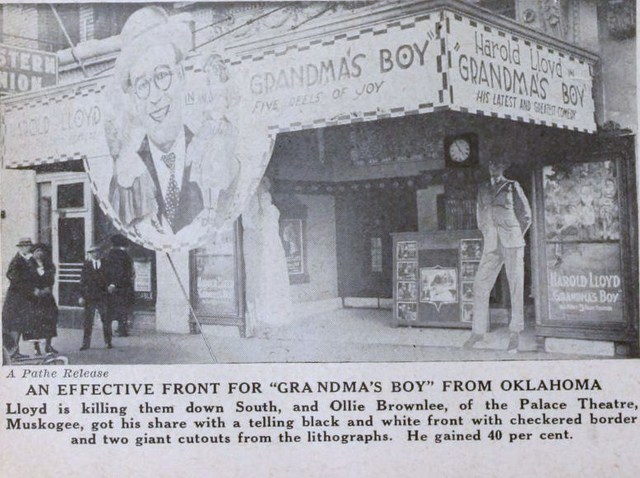 STERN
NION
HAROLD LLOYD
IN
GRANDMA'S BOY
FIVE REELS OF JOY
Harold Lloyd
IN
"GRANDMA'S BOY"
HIS LATEST AND GREATEST COMEDY
HAROLD LLOYD
"GRANDMA'S BOY"
A Pathe Release
AN EFFECTIVE FRONT FOR "GRANDMA'S BOY" FROM OKLAHOMA
Lloyd is killing them down South, and Ollie Brownlee, of the Palace Theatre,
Muskogee, got his share with a telling black and white front with checkered border
and two giant cutouts from the lithographs. He gained 40 per cent.